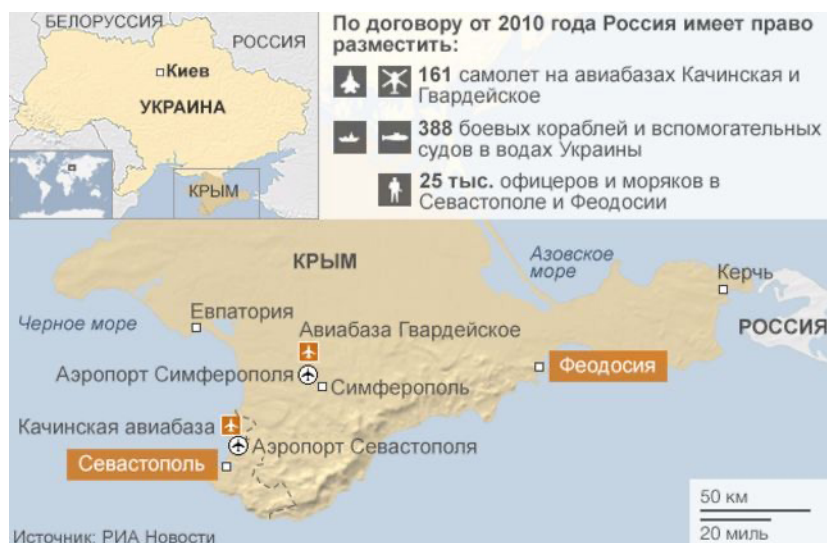 БЕЛОРУССИЯ
РОССИЯ
Киев
УКРАИНА
КРЫМ
По договору от 2010 года Россия имеет право
разместить:
161 самолет на авиабазах Качинская и
Гвардейское
388 боевых кораблей и вспомогательных
судов в водах Украины
25 тыс. офицеров и моряков в
Севастополе и Феодосии
КРЫМ
Азовское
море
Керчь
Евпатория
Черное море
РОССИЯ
Авиабаза Гвардейское
Феодосия
Аэропорт Симферополя
Симферополь
Качинская авиабаза
Аэропорт Севастополя
Севастополь
50 км
20 миль
Источник: РИА Новости